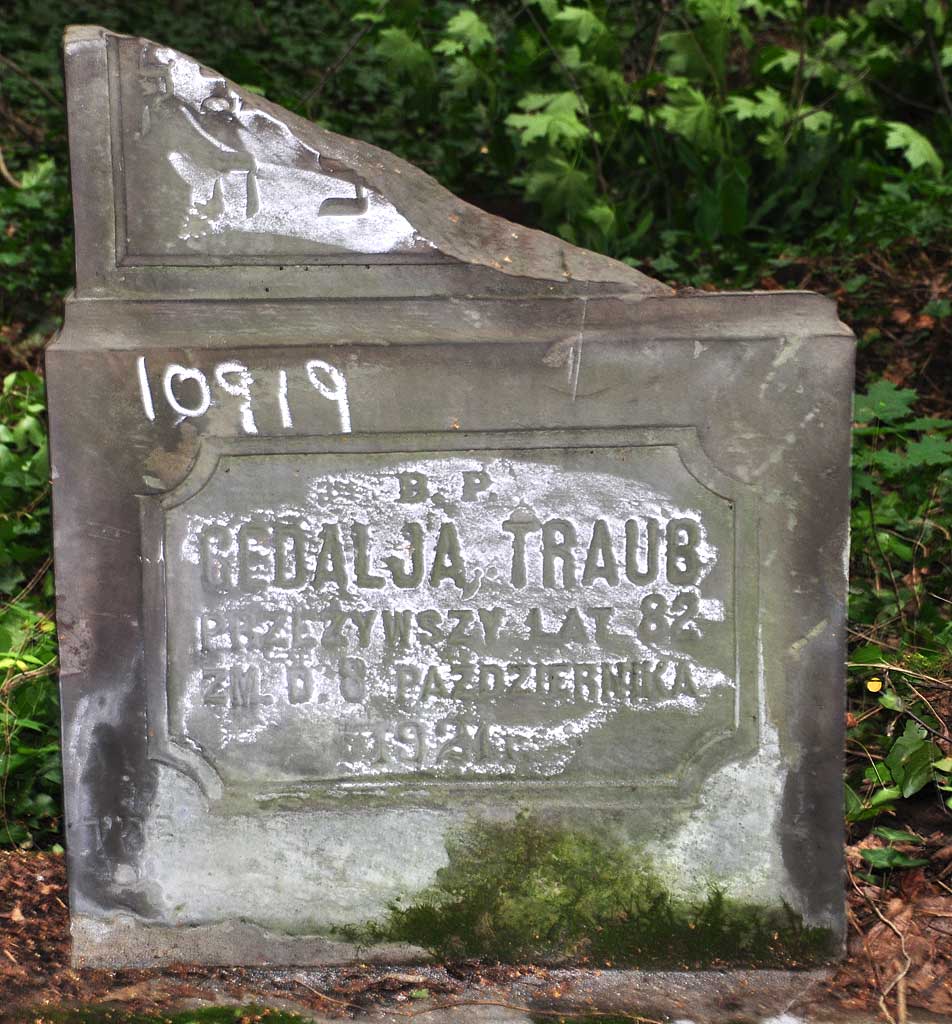 10919
B. P.
GEDALJA TRAUB
PRZEŻYWSZY LAT 82
ZM. D. 8 PAŹDZIERNIKA
1921.